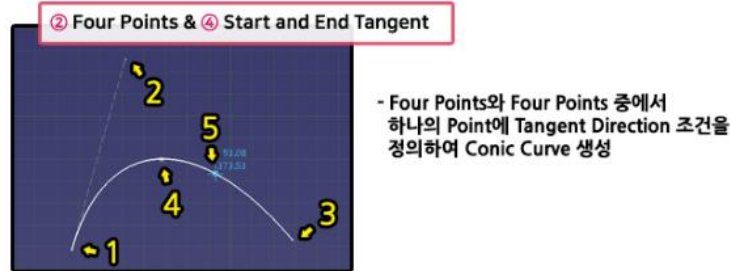 ② Four Points & ④ Start and End Tangent
2
5
93.08
373.53
4
3
1
- Four Points와 Four Points 중에서
하나의 Point에 Tangent Direction 조건을
정의하여 Conic Curve 생성